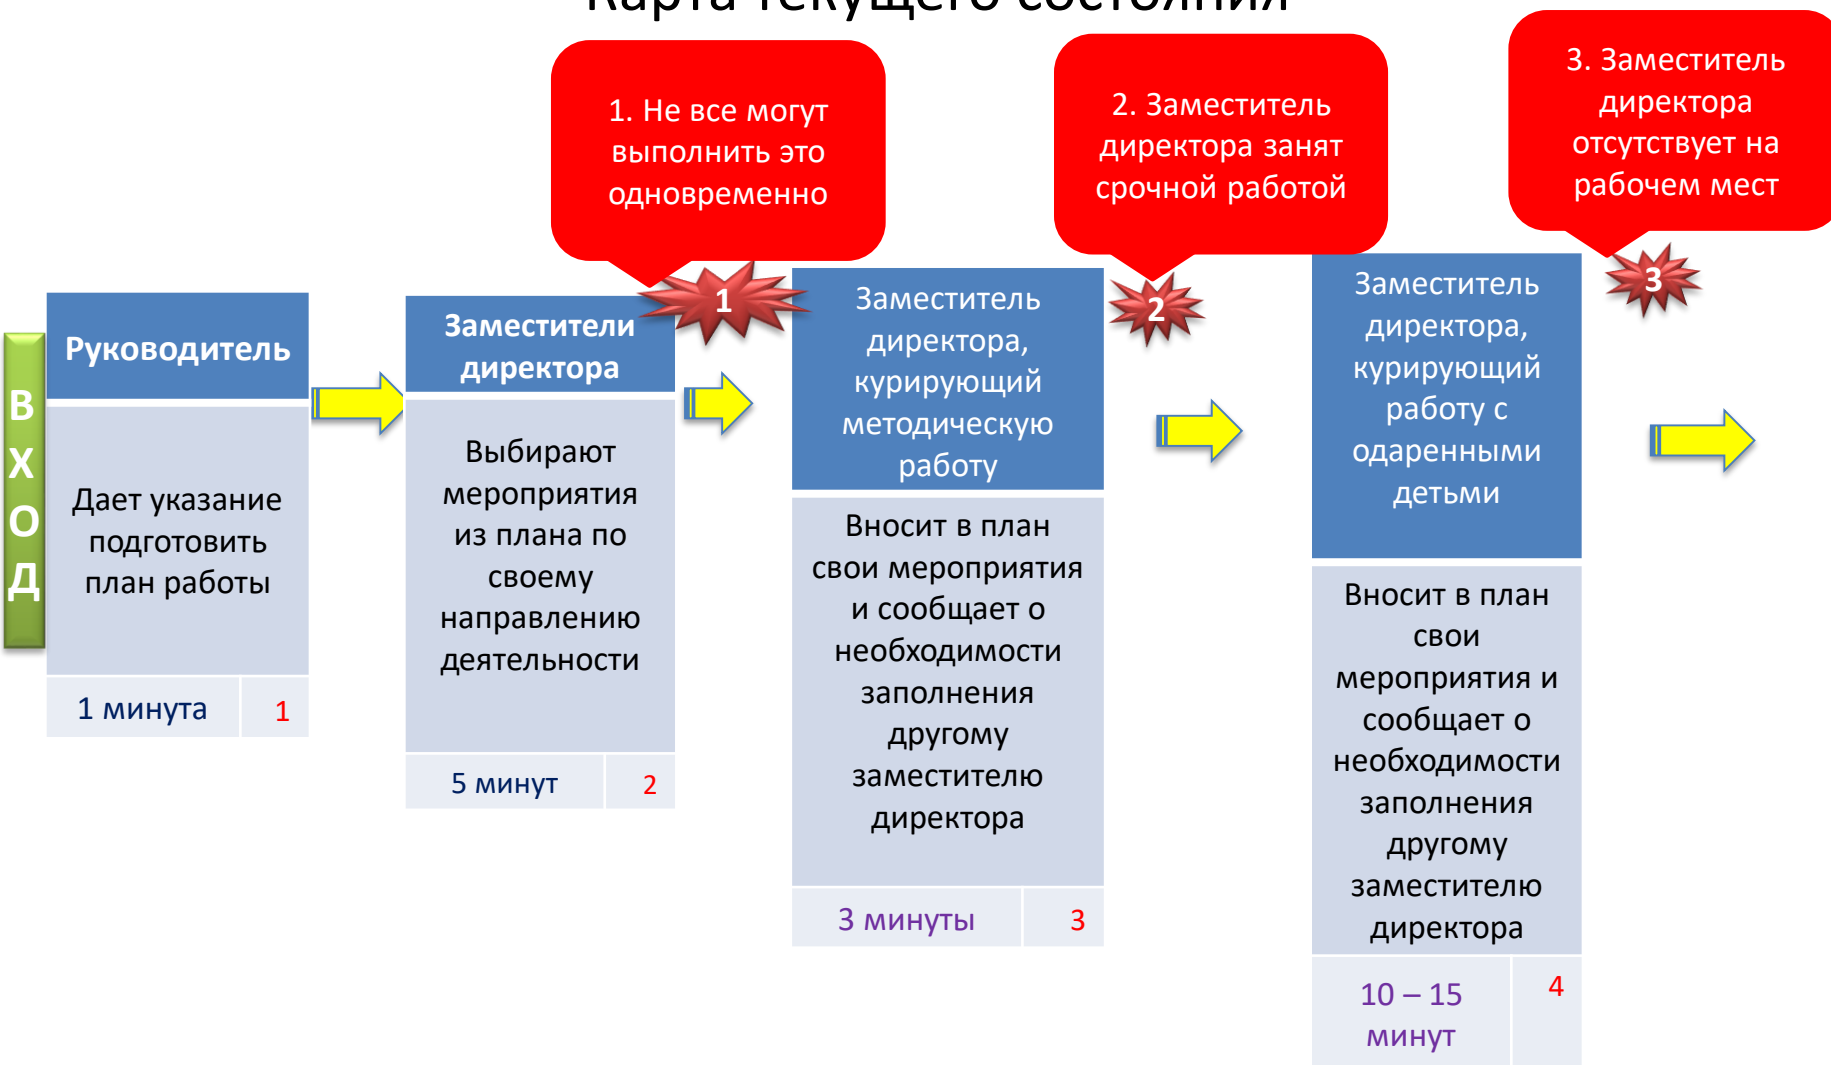 Карта текущего состояния
1. Не все могут
выполнить это
одновременно
2. Заместитель
директора занят
срочной работой
3. Заместитель
директора
отсутствует на
рабочем мест
1
2
3
В
Х
О
Д
Руководитель
Дает указание
подготовить
план работы
1 минута
1
Заместители
директора
Выбирают
мероприятия
из плана по
своему
направлению
деятельности
5 минут
2
Заместитель
директора,
курирующий
методическую
работу
Вносит в план
свои мероприятия
и сообщает о
необходимости
заполнения
другому
заместителю
директора
3 минуты
3
Заместитель
директора,
курирующий
работу с
одаренными
детьми
Вносит в план
свои
мероприятия и
сообщает о
необходимости
заполнения
другому
заместителю
директора
10 – 15
минут
4